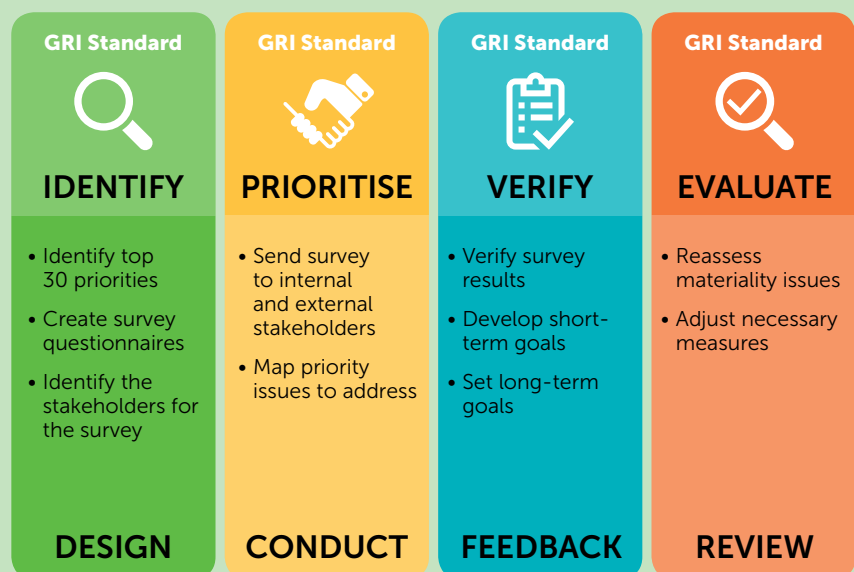 GRI Standard
IDENTIFY
• Identify top
30 priorities
• Create survey
questionnaires
• Identify the
stakeholders for
the survey
DESIGN
GRI Standard
PRIORITISE
• Send survey
to internal
and external
stakeholders
• Map priority
issues to address
CONDUCT
GRI Standard
VERIFY
• Verify survey
results
• Develop short-
term goals
• Set long-term
goals
FEEDBACK
GRI Standard
EVALUATE
• Reassess
materiality issues
• Adjust necessary
measures
REVIEW